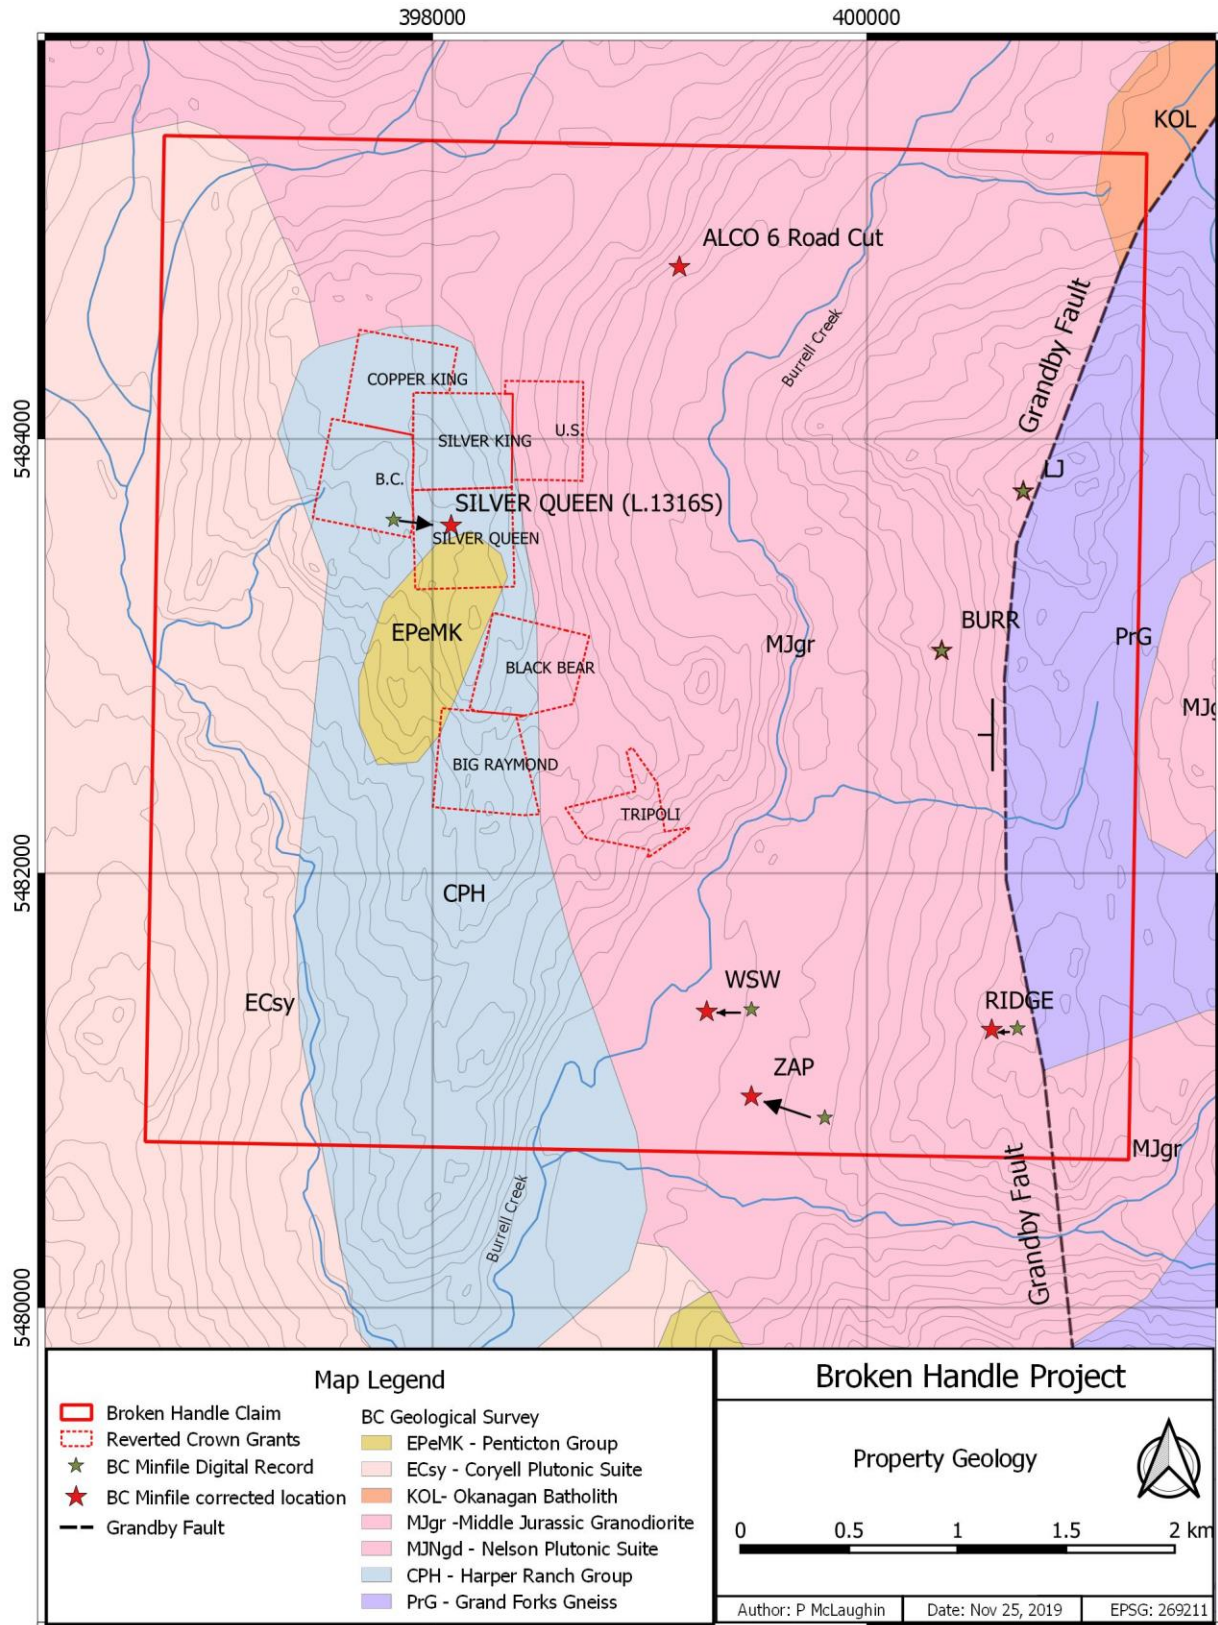 398000
400000
KOL
ALCO 6 Road Cut
Burrell Creek
Grandby Fault
COPPER KING
SILVER KING
U.S.
5484000
B.C.
LJ
SILVER QUEEN (L.1316S)
SILVER QUEEN
BURR
EPeMK
MJgr
PrG
BLACK BEAR
MJg
BIG RAYMOND
TRIPOLI
5482000
CPH
WSW
ECsy
RIDGE
ZAP
MJgr
Grandby Fault
Burrell Creek
5480000
Map Legend
Broken Handle Claim
Reverted Crown Grants
BC Minfile Digital Record
BC Minfile corrected location
Grandby Fault
BC Geological Survey
EPeMK - Penticton Group
ECsy - Coryell Plutonic Suite
KOL- Okanagan Batholith
MJgr -Middle Jurassic Granodiorite
MJNgd - Nelson Plutonic Suite
CPH - Harper Ranch Group
PrG - Grand Forks Gneiss
Broken Handle Project
Property Geology
0 0.5 1 1.5 2 km
Author: P McLaughlin
Date: Nov 25, 2019
EPSG: 269211